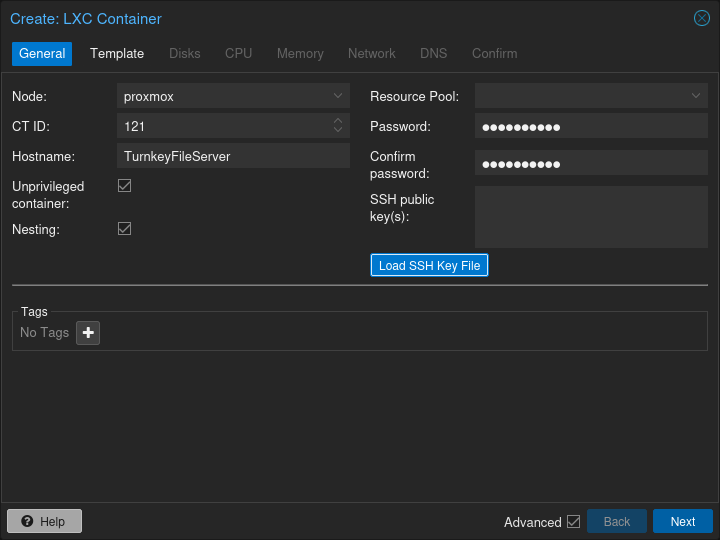 Create: LXC Container
General Template Disks CPU Memory Network DNS Confirm
Node: proxmox
CT ID: 121
Hostname: TurnkeyFileServer
Unprivileged
container:
Nesting:
Resource Pool:
Password: ●●●●●●●●●●
Confirm
password: ●●●●●●●●●●
SSH public
key(s):
Load SSH Key File
Tags
No Tags
Help
Advanced Back Next